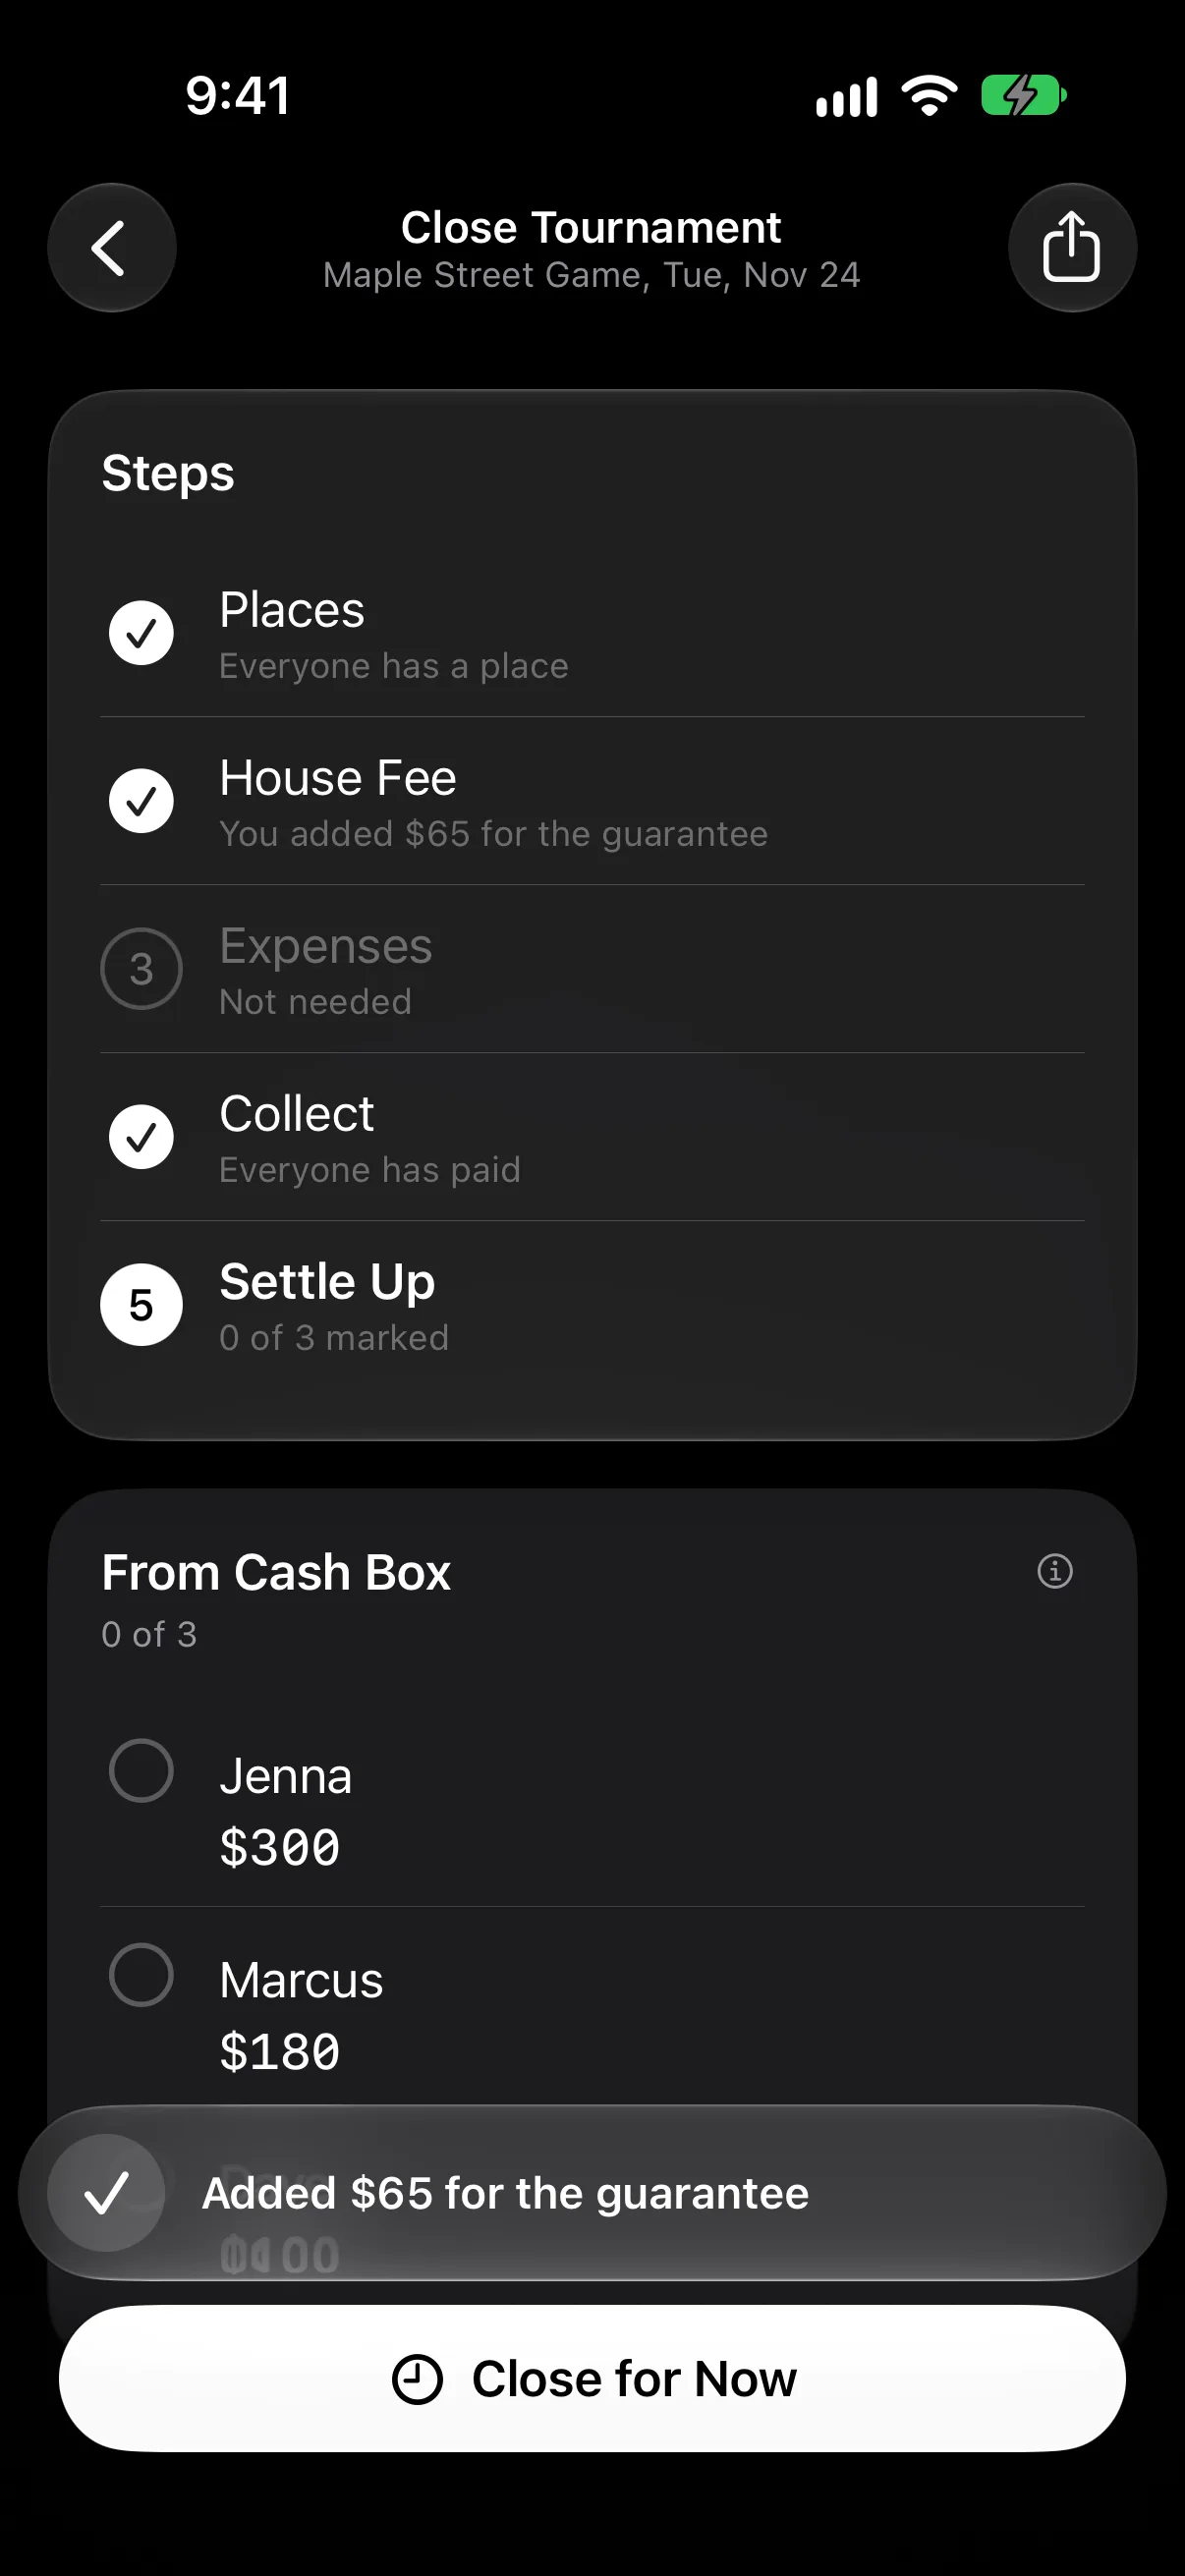 9:41
Close Tournament
Maple Street Game, Tue, Nov 24
Steps
Places
Everyone has a place
House Fee
You added $65 for the guarantee
3
Expenses
Not needed
Collect
Everyone has paid
5
Settle Up
0 of 3 marked
From Cash Box
0 of 3
Jenna
$300
Marcus
$180
Added $65 for the guarantee
Close for Now